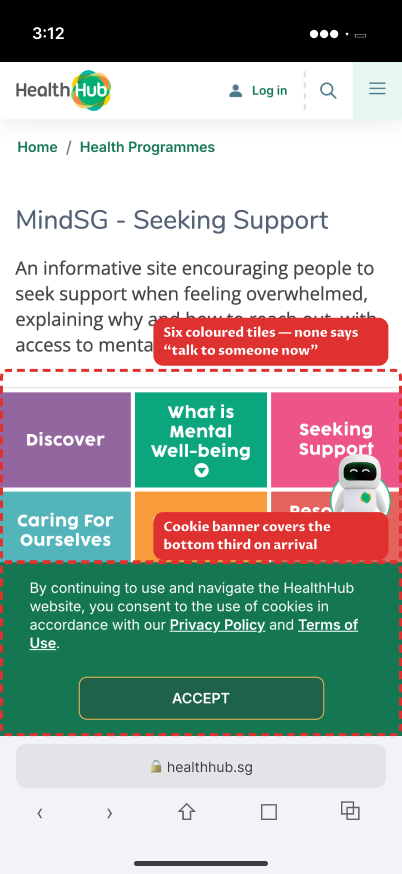 3:12
HealthHub
Log in
Home / Health Programmes
MindSG - Seeking Support
An informative site encouraging people to
seek support when feeling overwhelmed,
explaining why and how to reach out, with
access to menta
Six coloured tiles — none says
“talk to someone now”
Discover
What is
Mental
Well-being
Seeking
Support
Caring For
Ourselves
Cookie banner covers the
bottom third on arrival
By continuing to use and navigate the HealthHub
website, you consent to the use of cookies in
accordance with our Privacy Policy and Terms of
Use.
ACCEPT
healthhub.sg